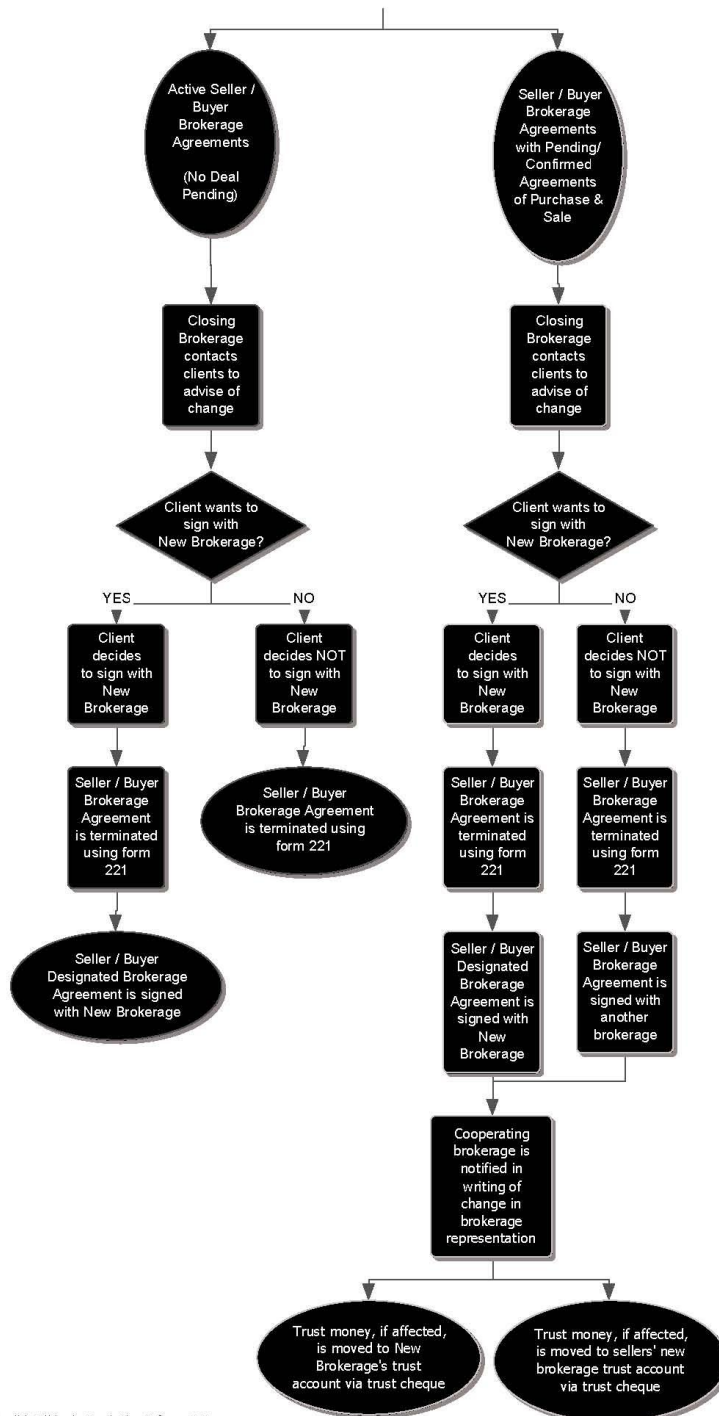 Active Seller /
Buyer
Brokerage
Agreements
(No Deal
Pending)
Seller / Buyer
Brokerage
Agreements
with Pending/
Confirmed
Agreements
of Purchase &
Sale
Closing
Brokerage
contacts
clients to
advise of
change
Closing
Brokerage
contacts
clients to
advise of
change
Client wants to
sign with
New Brokerage?
Client wants to
sign with
New Brokerage?
YES
NO
YES
NO
Client
decides
to sign with
New
Brokerage
Client
decides NOT
to sign with
New
Brokerage
Client
decides
to sign with
New
Brokerage
Client
decides NOT
to sign with
New
Brokerage
Seller / Buyer
Brokerage
Agreement
is terminated
using form
221
Seller / Buyer
Brokerage Agreement
is terminated using
form 221
Seller / Buyer
Brokerage
Agreement is
terminated
using form
221
Seller / Buyer
Brokerage
Agreement is
terminated
using form
221
Seller / Buyer
Designated Brokerage
Agreement is signed
with New Brokerage
Seller / Buyer
Designated
Brokerage
Agreement is
signed with
New
Brokerage
Seller / Buyer
Brokerage
Agreement is
signed with
another
brokerage
Cooperating
brokerage is
notified in
writing of
change in
brokerage
representation
Trust money, if affected,
is moved to New
Brokerage's trust
account via trust cheque
Trust money, if affected,
is moved to sellers' new
brokerage trust account
via trust cheque